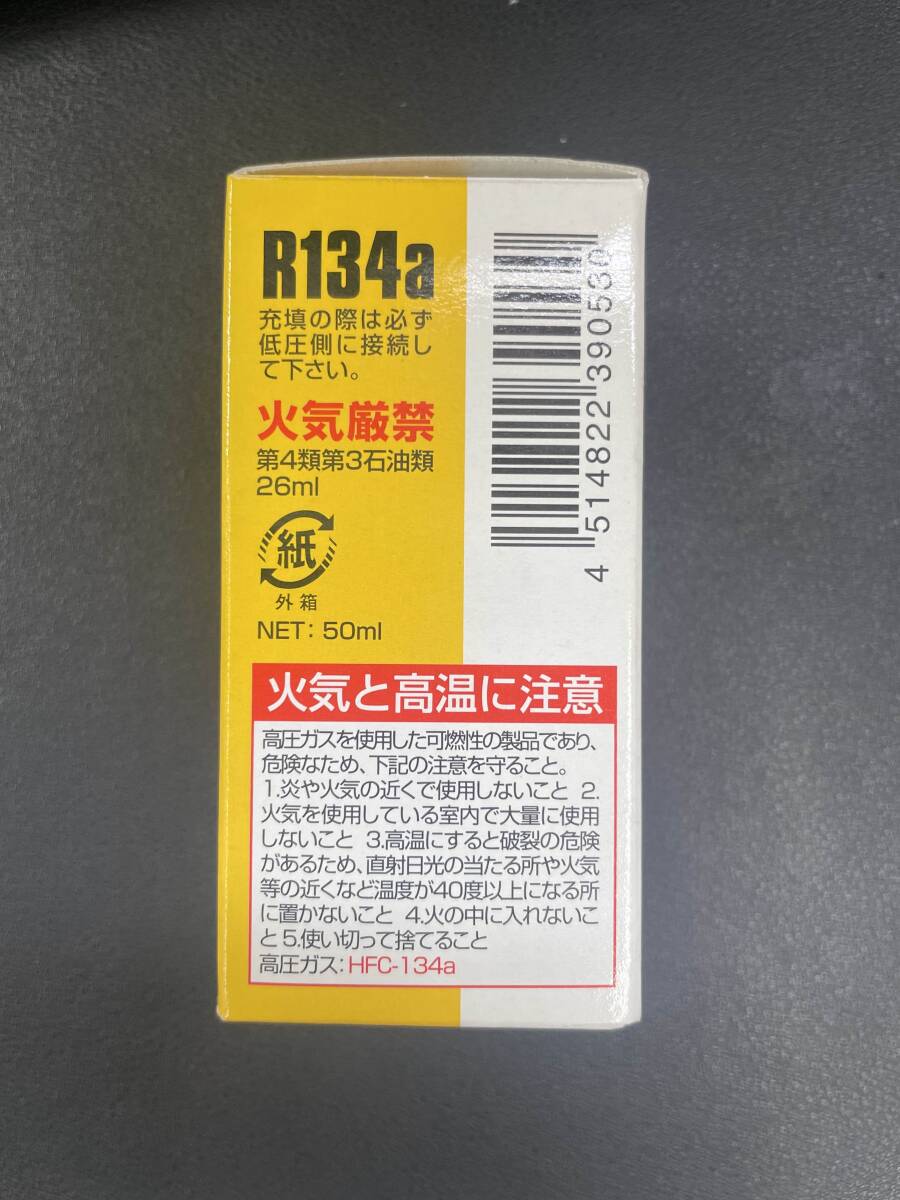 R134a
充填の際は必ず
低圧側に接続し
て下さい。
火気厳禁
第4類第3石油類
26ml
紙
外箱
NET: 50ml
4 514822 390530
火気と高温に注意
高圧ガスを使用した可燃性の製品であり、
危険なため、下記の注意を守ること。
1.炎や火気の近くで使用しないこと 2.
火気を使用している室内で大量に使用
しないこと 3.高温にすると破裂の危険
があるため、直射日光の当たる所や火気
等の近くなど温度が40度以上になる所
に置かないこと 4.火の中に入れないこ
と 5.使い切って捨てること
高圧ガス: HFC-134a